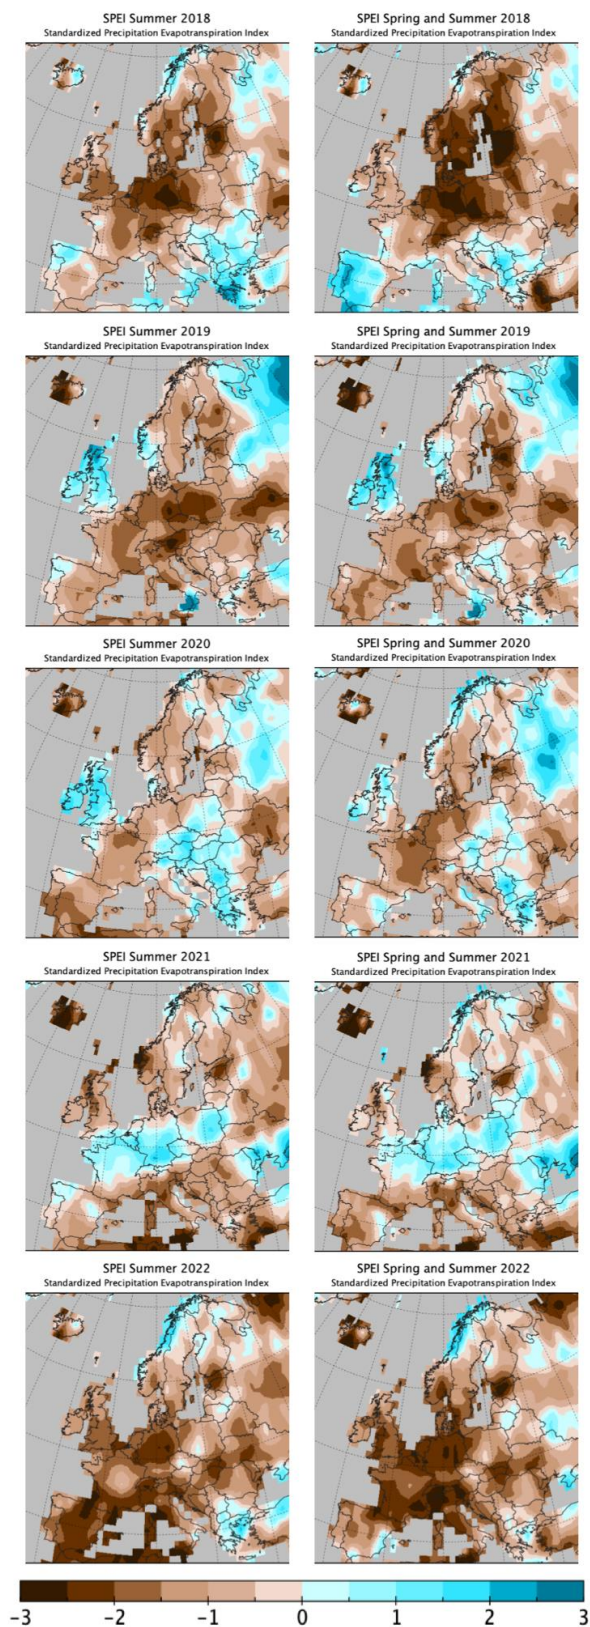 SPEI Summer 2018
Standardized Precipitation Evapotranspiration Index
SPEI Spring and Summer 2018
Standardized Precipitation Evapotranspiration Index
SPEI Summer 2019
Standardized Precipitation Evapotranspiration Index
SPEI Spring and Summer 2019
Standardized Precipitation Evapotranspiration Index
SPEI Summer 2020
Standardized Precipitation Evapotranspiration Index
SPEI Spring and Summer 2020
Standardized Precipitation Evapotranspiration Index
SPEI Summer 2021
Standardized Precipitation Evapotranspiration Index
SPEI Spring and Summer 2021
Standardized Precipitation Evapotranspiration Index
SPEI Summer 2022
Standardized Precipitation Evapotranspiration Index
SPEI Spring and Summer 2022
Standardized Precipitation Evapotranspiration Index
−3 −2 −1 0 1 2 3